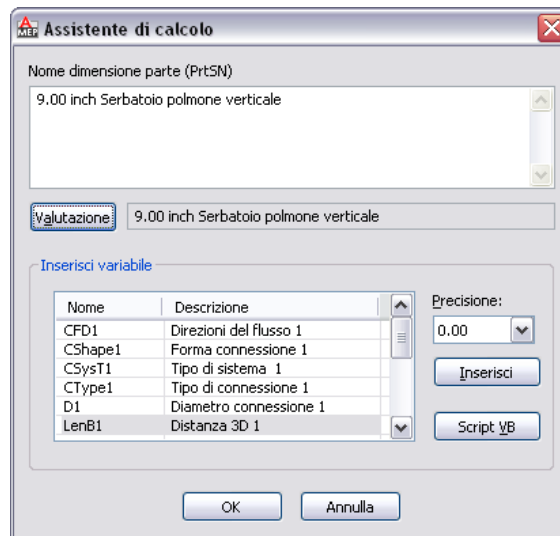 MEP
Assistente di calcolo
Nome dimensione parte (PrtSN)
9.00 inch Serbatoio polmone verticale
Valutazione 9.00 inch Serbatoio polmone verticale
Inserisci variabile
Nome Descrizione
CFD1 Direzioni del flusso 1
CShape1 Forma connessione 1
CSysT1 Tipo di sistema 1
CType1 Tipo di connessione 1
D1 Diametro connessione 1
LenB1 Distanza 3D 1
Precisione:
0.00
Inserisci
Script VB
OK Annulla